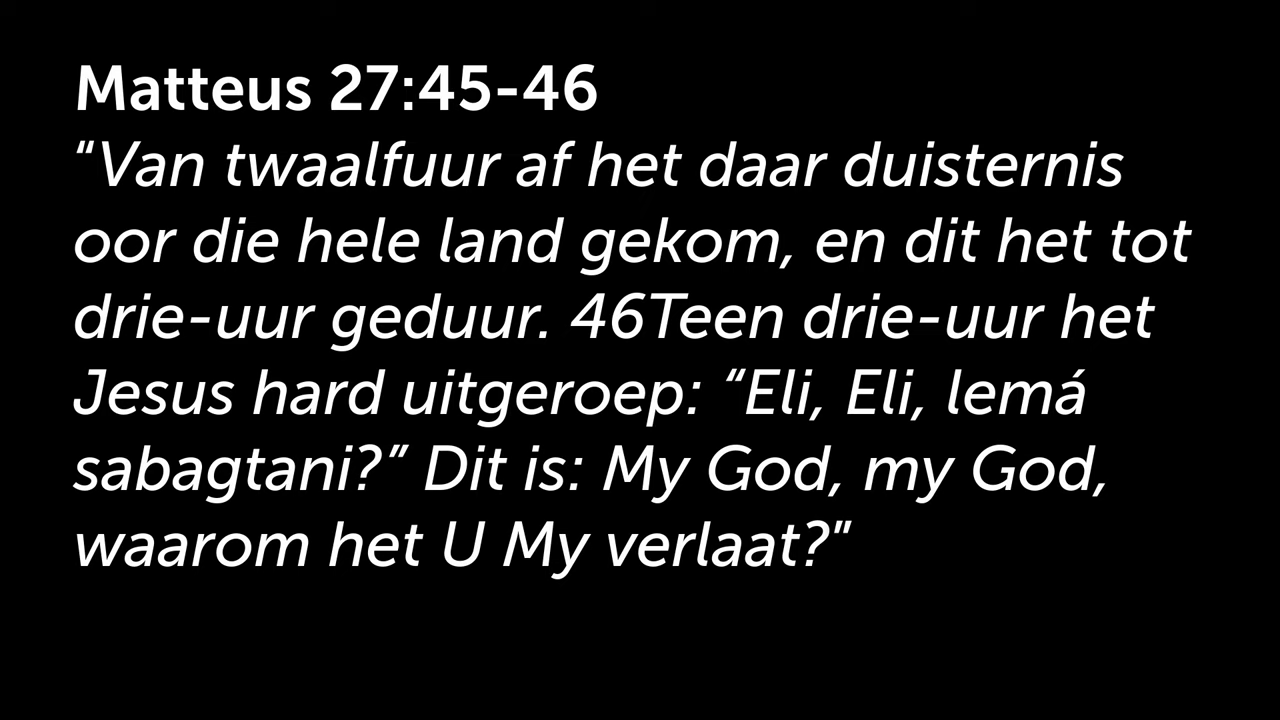 Matteus 27:45-46
“Van twaalfuur af het daar duisternis
oor die hele land gekom, en dit het tot
drie-uur geduur. 46Teen drie-uur het
Jesus hard uitgeroep: “Eli, Eli, lemá
sabagtani?” Dit is: My God, my God,
waarom het U My verlaat?”